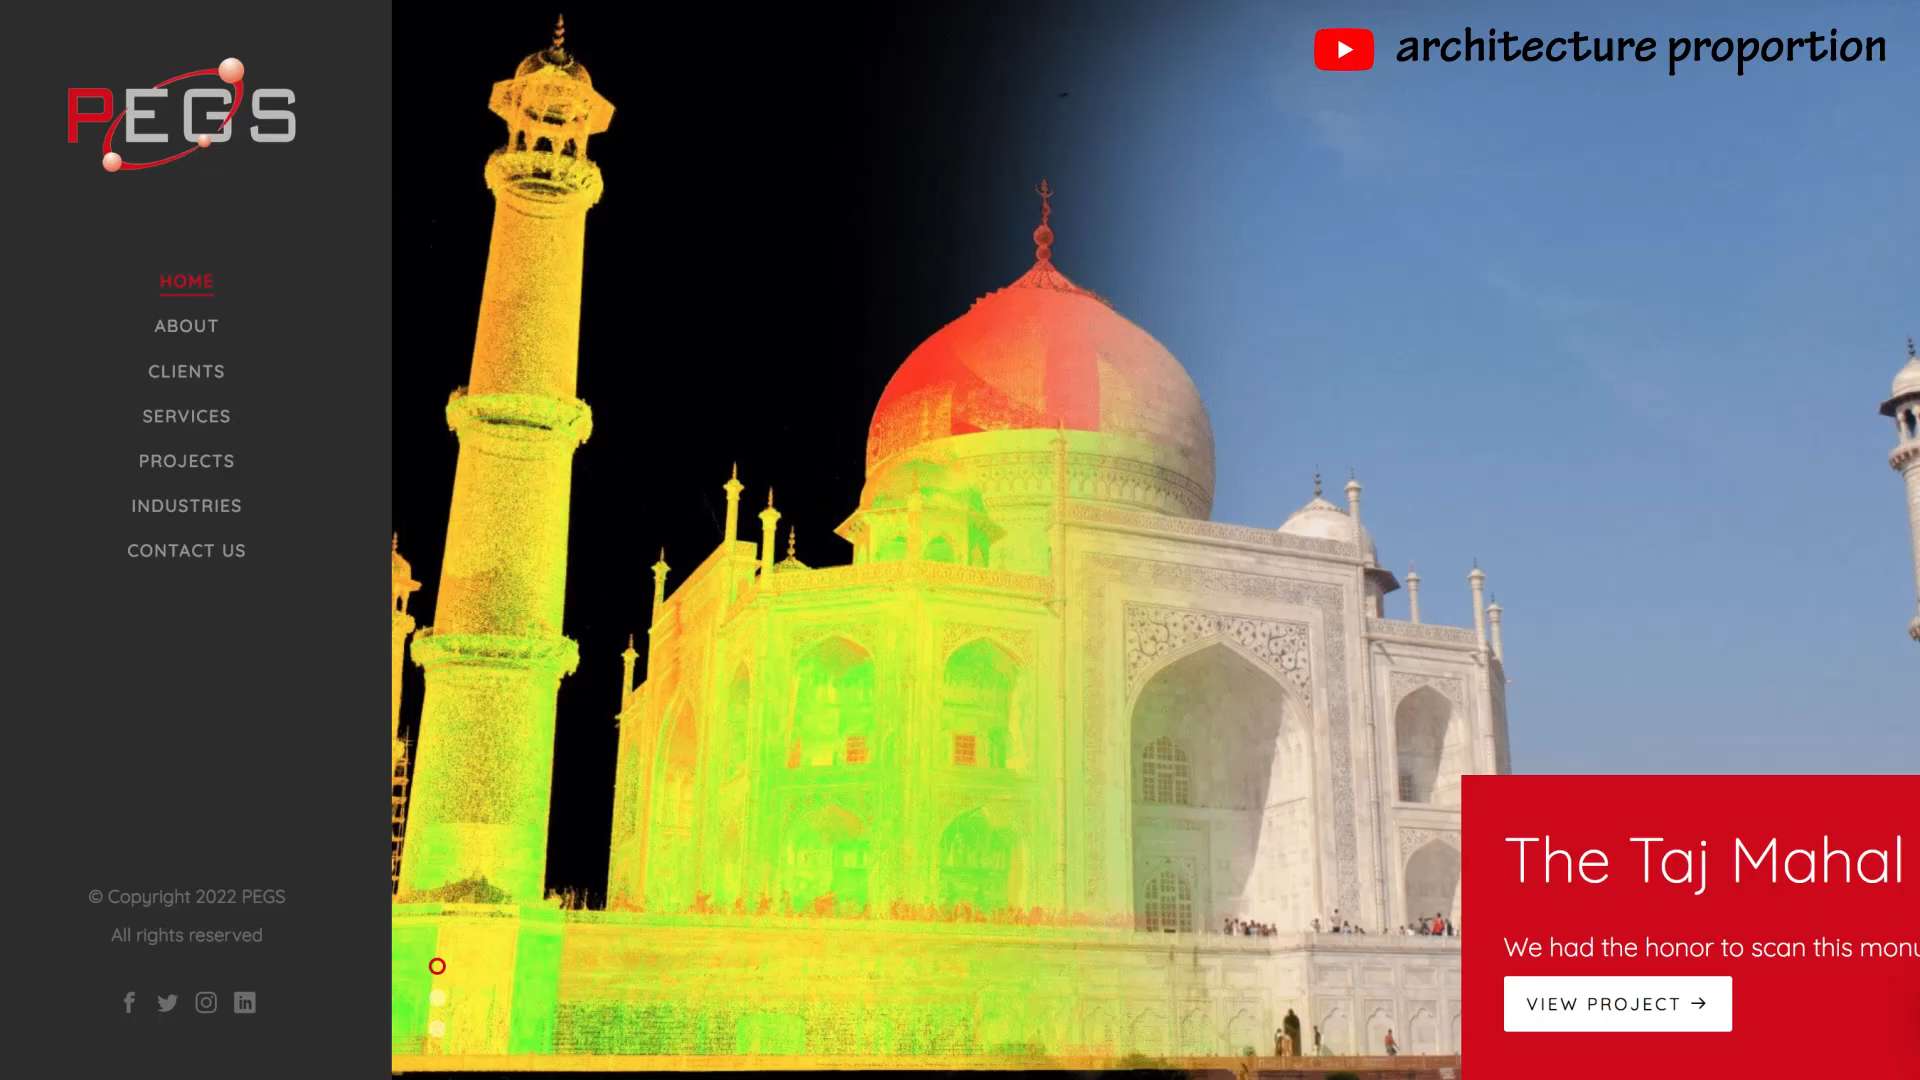 PEGS
HOME
ABOUT
CLIENTS
SERVICES
PROJECTS
INDUSTRIES
CONTACT US
© Copyright 2022 PEGS
All rights reserved
architecture proportion
The Taj Mahal
We had the honor to scan this
VIEW PROJECT →